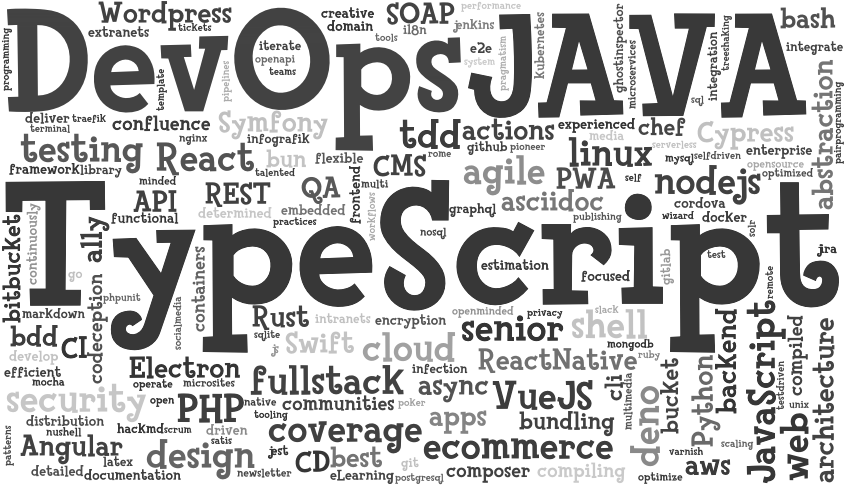 programming
Wordpress
tickets
extranets
creative
domain
tools
SOAP
i18n
jenkins
performance
e2e
system
pragmatism
kubernetes
ghostinspector
microservices
sql
integration
treeshaking
bash
integrate
DevOps
JAVA
iterate
openapi
teams
template
pipelines
deliver
traefik
terminal
confluence
nginx
Symfony
infografik
tdd
actions
github
pioneer
experienced
media
chef
serverless
Cypress
enterprise
opensource
optimized
abstraction
pairprogramming
testing
React
bun
talented
flexible
CMS
rome
linux
mysql
selfdriven
framework
library
minded
API
functional
REST
determined
QA
embedded
practices
frontend
multi
workflows
agile
PWA
self
nodejs
cordova
graphql
asciidoc
publishing
wizard
docker
solr
nosql
bitbucket
continuously
a11y
TypeScript
go
phpunit
containers
estimation
focused
gitlab
test
jira
remote
markdown
codeception
socialmedia
bdd
CI
develop
efficient
mocha
Rust
sqlite
js
intranets
Swift
encryption
cloud
openminded
privacy
senior
slack
shell
mongodb
ruby
backend
JavaScript
testdriven
compiled
unix
architecture
Electron
operate
microsites
fullstack
infection
async
ReactNative
VueJS
cli
multimedia
deno
bucket
Python
security
open
PHP
native
tooling
communities
poker
apps
bundling
distribution
nushell
hackmd
scrum
driven
satis
coverage
ecommerce
varnish
scaling
web
patterns
Angular
latex
design
jest
CD
best
git
composer
compiling
optimize
aws
detailed
documentation
newsletter
eLearning
postgresql